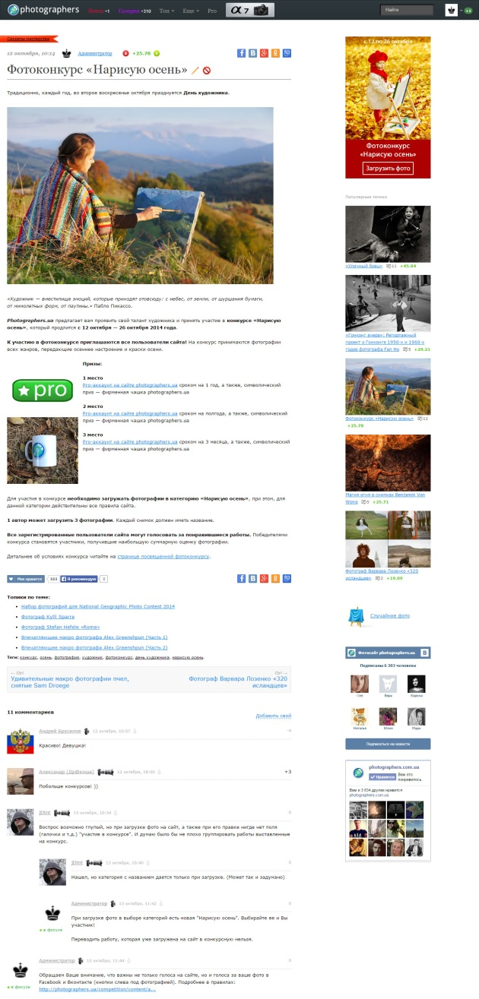 photographers
Лента +1
Галерея +310
Топ
Еще
Pro
α7
Найти
+4
Секреты мастерства
12 октября, 10:14
Администратор
+25.78
Фотоконкурс «Нарисую осень»
Традиционно, каждый год, во второе воскресенье октября празднуется День художника.
«Художник — вместилище эмоций, которые приходят отовсюду: с небес, от земли, от шуршания бумаги,
от мимолетных форм, от паутины.» Пабло Пикассо.
Photographers.ua предлагает вам проявить свой талант художника и принять участие в конкурсе «Нарисую
осень», который продлится с 12 октября — 26 октября 2014 года.
К участию в фотоконкурсе приглашаются все пользователи сайта! На конкурс принимаются фотографии
всех жанров, передающие осеннее настроение и краски осени.
Призы:
pro
1 место
Pro-аккаунт на сайте photographers.ua сроком на 1 год, а также, символический
приз — фирменная чашка photographers.ua
2 место
Pro-аккаунт на сайте photographers.ua сроком на полгода, а также, символический
приз — фирменная чашка photographers.ua
3 место
Pro-аккаунт на сайте photographers.ua сроком на 3 месяца, а также, символический
приз — фирменная чашка photographers.ua
Для участия в конкурсе необходимо загружать фотографии в категорию «Нарисую осень», при этом, для
данной категории действительны все правила сайта.
1 автор может загрузить 3 фотографии. Каждый снимок должен иметь название.
Все зарегистрированные пользователи сайта могут голосовать за понравившиеся работы. Победителями
конкурса становятся участники, получившие наибольшую суммарную оценку фотографии.
Детальнее об условиях конкурса читайте на странице посвященной фотоконкурсу.
Мне нравится
161
Я рекомендую
0
Топики по теме:
Набор фотографий для National Geographic Photo Contest 2014
Фотограф Kylli Sparre
Фотограф Stefan Hefele «Rome»
Впечатляющее макро фотографа Alex Greenshpun (Часть 1)
Впечатляющее макро фотографа Alex Greenshpun (Часть 2)
Теги: конкурс, осень, фотография, художник, фотоконкурс, день художника, нарисую осень.
← Ctrl
Удивительные макро фотографии пчел,
снятые Sam Droege
Ctrl →
Фотограф Варвара Лозенко «320
исландцев»
11 комментариев
Добавить свой
Андрей Брусилов
12 октября, 10:57
-4
Красиво! Девушка!
Александр (Др@коша)
12 октября, 18:00
+3
Побольше конкурсов! ))
JDtnt
13 октября, 10:34
0
Воспрос возможно глупый, но при загрузке фото на сайт, а также при его правке нигде нет поля
(галочки и т.д.) "участие в конкурсе". И думаю было бы не плохо группировать работы выставленные
на конкурс.
JDtnt
13 октября, 10:40
0
Нашел, но категория с названием дается только при загрузке. (Может так и задумано)
Администратор
13 октября, 11:42
0
в фокусе
При загрузке фото в выборе категорий есть новая "Нарисую осень". Выбирайте ее и Вы
участник!
Переводить работу, которая уже загружена на сайт в конкурсную нельзя.
Администратор
13 октября, 11:44
0
в фокусе
Обращаем Ваше внимание, что важны не только голоса на сайте, но и голоса за ваше фото в
Facebook и Вконтакте (кнопки слева под фотографией). Подробнее в правилах:
http://photographers.ua/competition/content/a...
с 12 по 26 октября
Фотоконкурс
«Нарисую осень»
Загрузить фото
Популярные топики
«Уличный боец» 11 +45.84
«Гонконг вчера»: Репортажный
проект о Гонконге 1950-х и 1960-х
годов фотографа Fan Ho 5 +29.21
Фотоконкурс «Нарисую осень» 12
+25.78
Магия огня в снимках Benjamin Von
Wong 5 +25.71
Фотограф Варвара Лозенко «320
исландцев» 2 +19.09
Случайное фото
Фотосайт photographers.ua
В
Подписаны 6 303 человека
Оля
Вера
Карина
Наталья
Юлия
Мари
Подписаться на новости
photographers.com.ua
Нравится
Вам это
понравилось.
Вам и 3 634 другим нравится
photographers.com.ua.